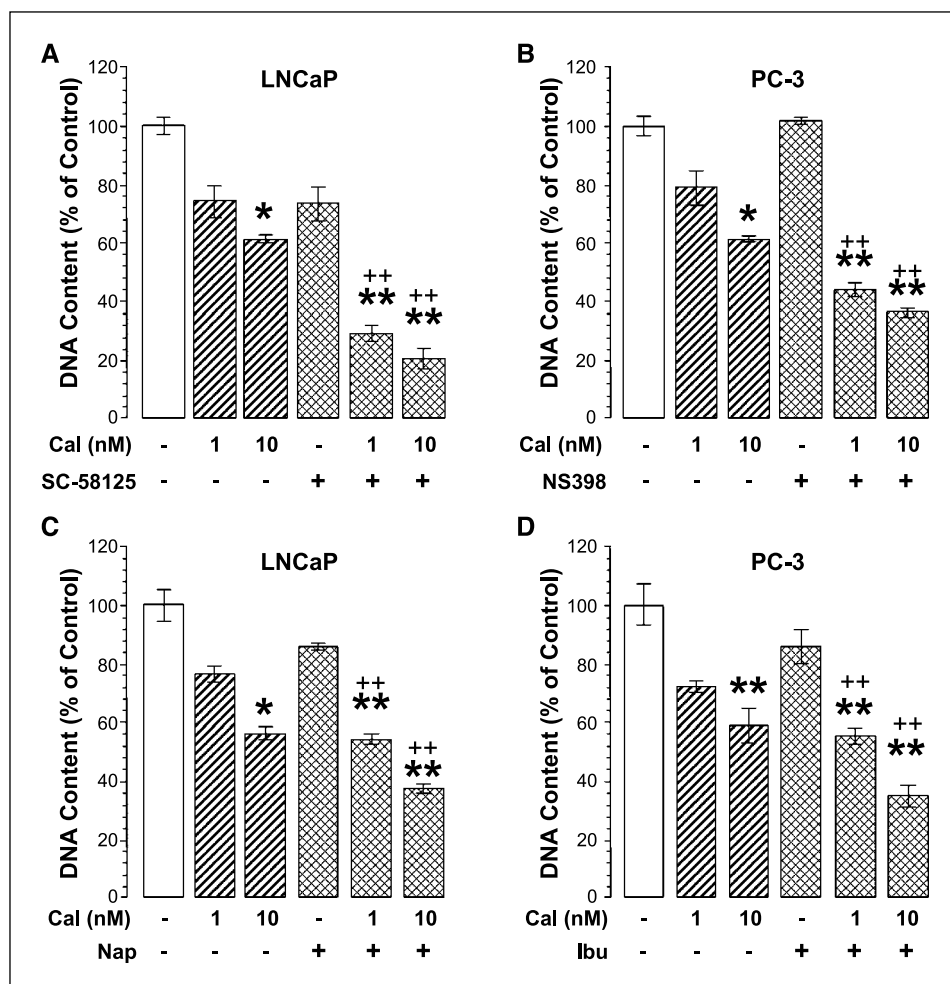 A
LNCaP
DNA Content (% of Control)
120
100
80
60
40
20
0
*
++
**
++
**
Cal (nM) - 1 10 - 1 10
SC-58125 - - - + + +
B
PC-3
DNA Content (% of Control)
120
100
80
60
40
20
0
*
++
**
++
**
Cal (nM) - 1 10 - 1 10
NS398 - - - + + +
C
LNCaP
DNA Content (% of Control)
120
100
80
60
40
20
0
*
++
**
++
**
Cal (nM) - 1 10 - 1 10
Nap - - - + + +
D
PC-3
DNA Content (% of Control)
120
100
80
60
40
20
0
**
++
**
++
**
Cal (nM) - 1 10 - 1 10
Ibu - - - + + +